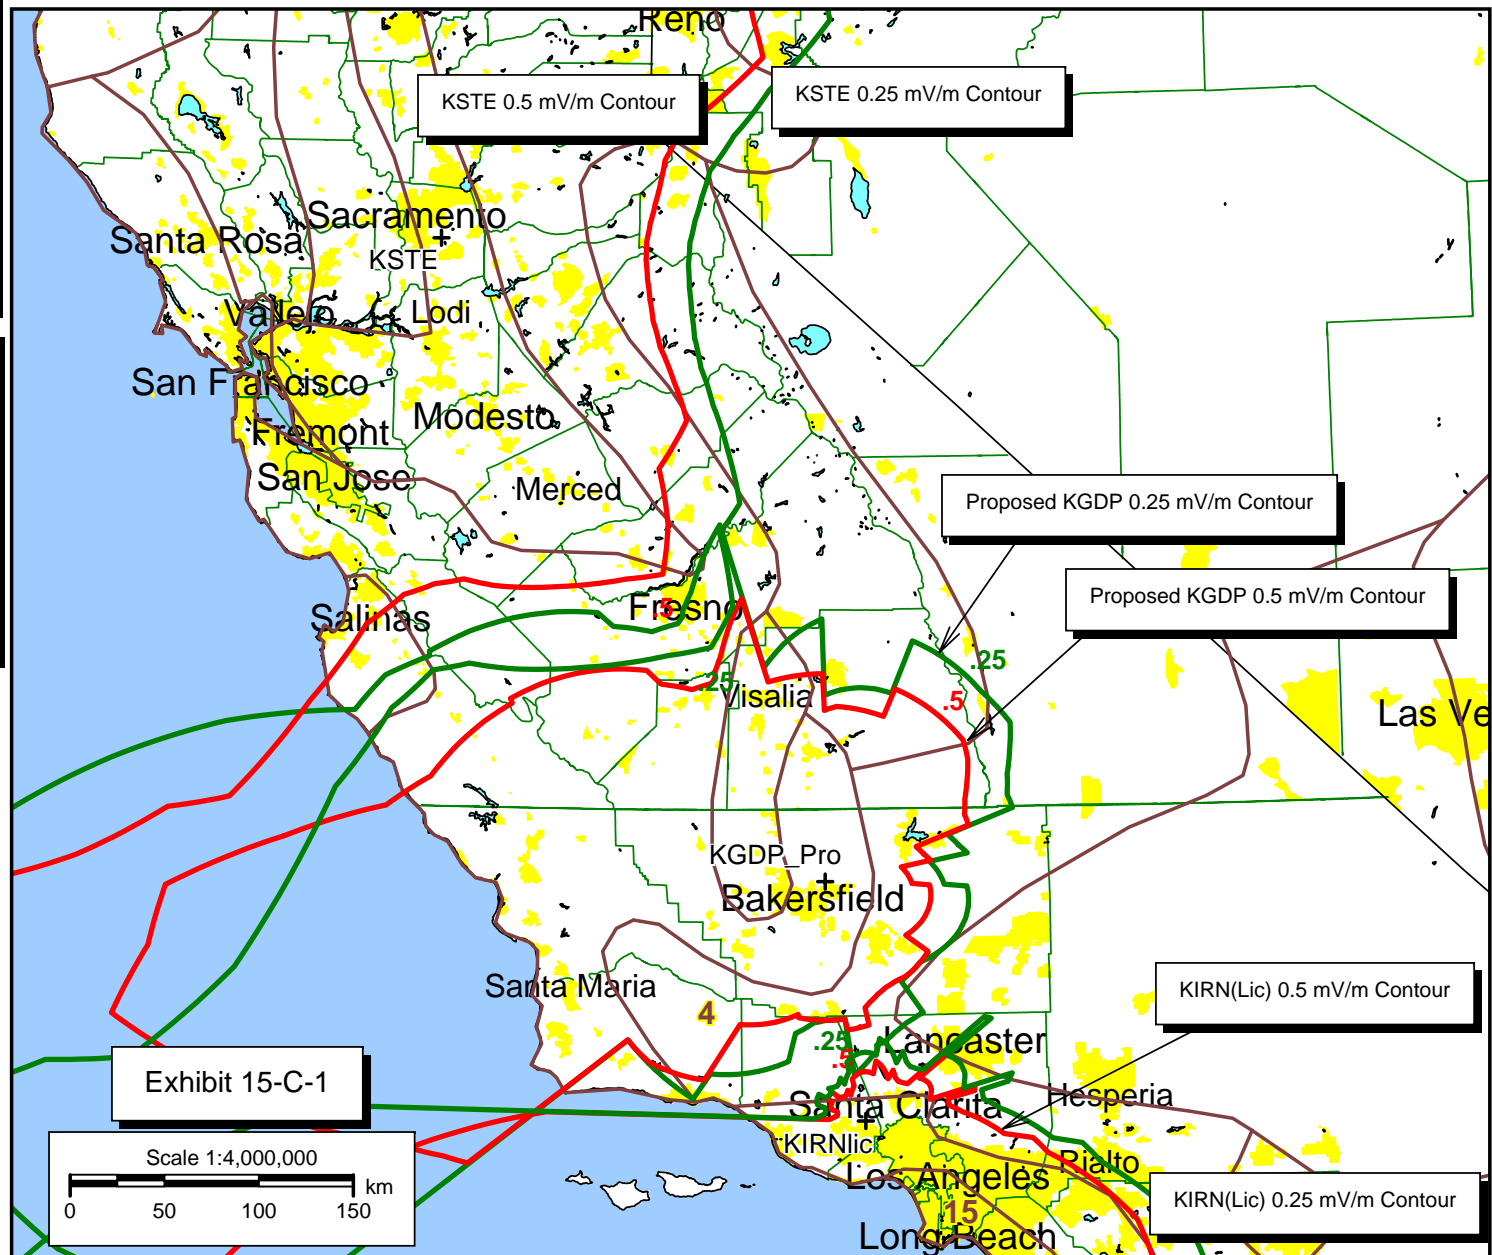 Reno
KSTE 0.5 mV/m Contour
KSTE 0.25 mV/m Contour
Sacramento
Santa Rosa
KSTE
Vallejo
Lodi
San Francisco
Modesto
Fremont
San Jose
Merced
Proposed KGDP 0.25 mV/m Contour
Proposed KGDP 0.5 mV/m Contour
Salinas
Fresno
.5
.25
.25
Visalia
.5
Las Ve
KGDP_Pro
Bakersfield
Santa Maria
4
KIRN(Lic) 0.5 mV/m Contour
.25
.5
Lancaster
Exhibit 15-C-1
Hesperia
Santa Clarita
KIRNlic
Rialto
Los Angeles
KIRN(Lic) 0.25 mV/m Contour
15
Long Beach
Scale 1:4,000,000
km
0 50 100 150